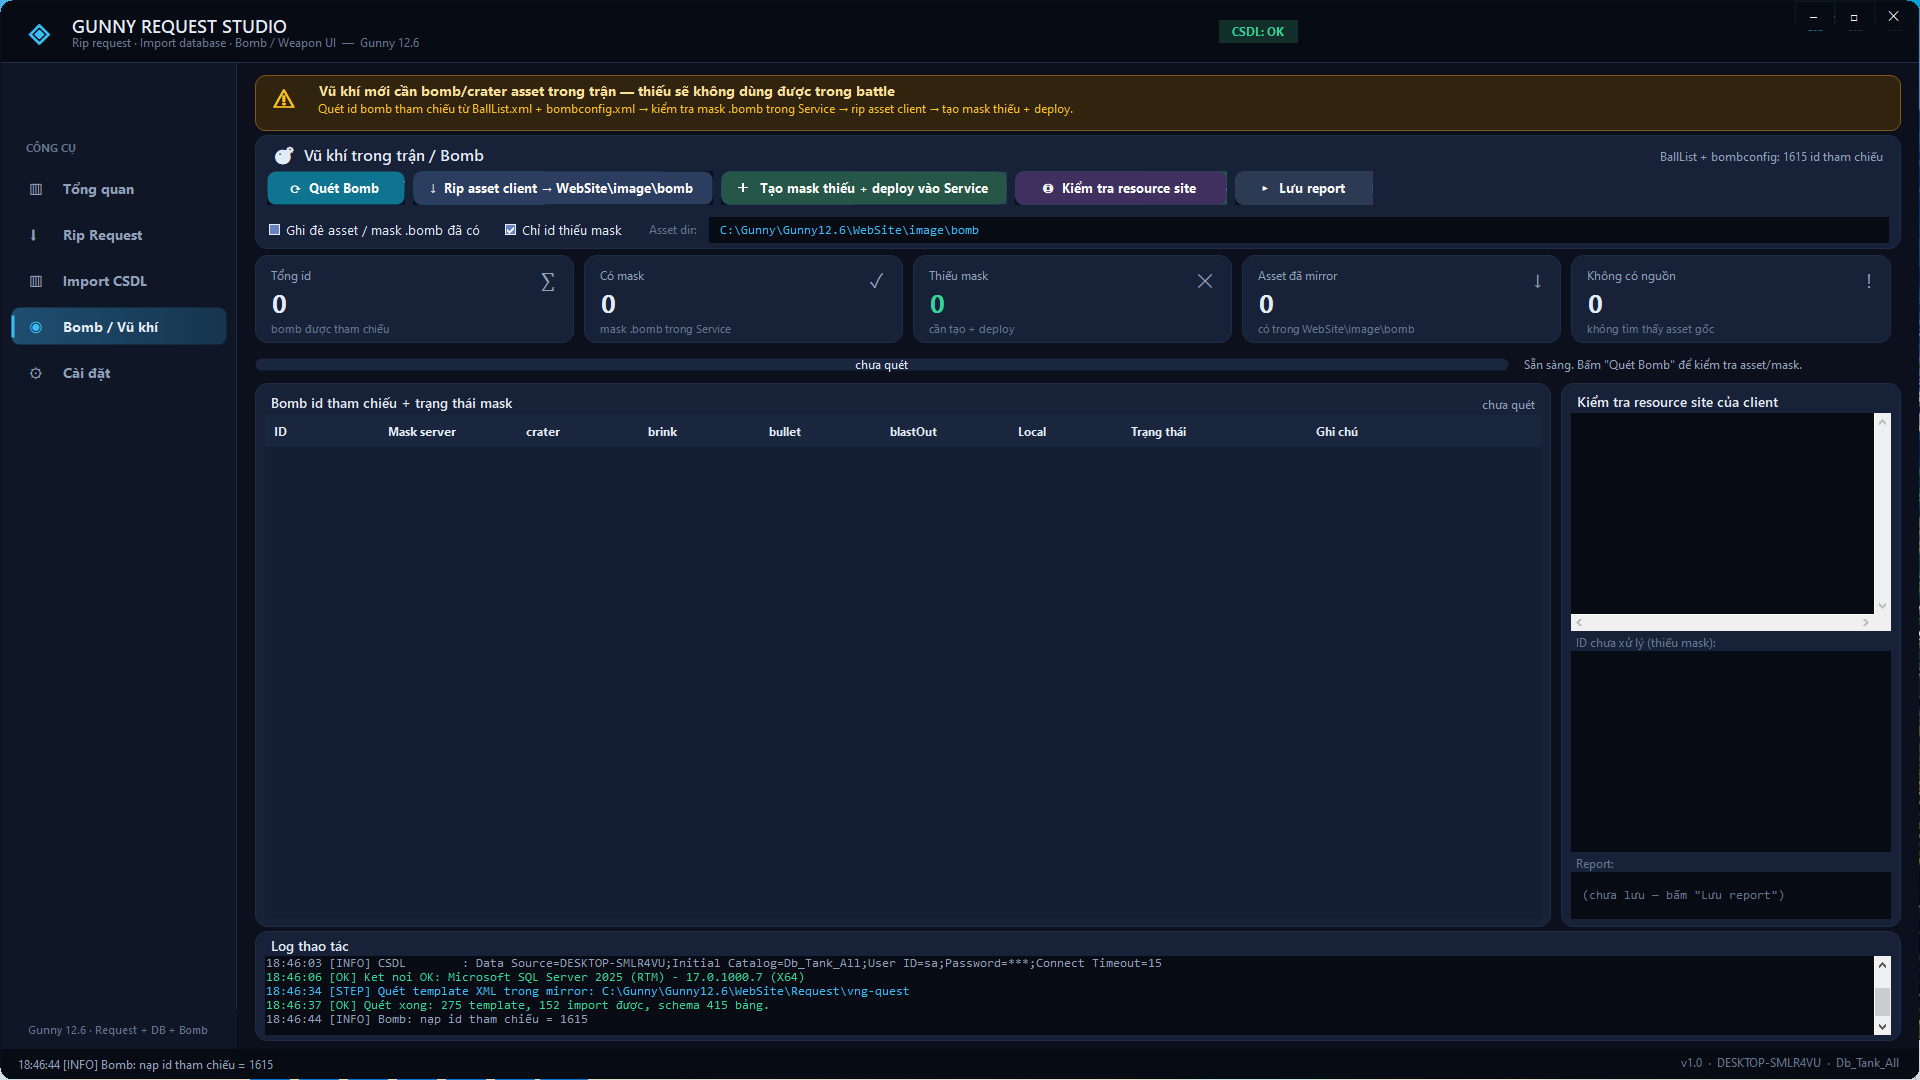 GUNNY REQUEST STUDIO
Rip request · Import database · Bomb / Weapon UI — Gunny 12.6
CSDL: OK
CÔNG CỤ
Tổng quan
Rip Request
Import CSDL
Bomb / Vũ khí
Cài đặt
Gunny 12.6 · Request + DB + Bomb
Vũ khí mới cần bomb/crater asset trong trận — thiếu sẽ không dùng được trong battle
Quét id bomb tham chiếu từ BallList.xml + bombconfig.xml → kiểm tra mask .bomb trong Service → rip asset client → tạo mask thiếu + deploy.
Vũ khí trong trận / Bomb
BallList + bombconfig: 1615 id tham chiếu
⟳ Quét Bomb
↓ Rip asset client → WebSite\image\bomb
+ Tạo mask thiếu + deploy vào Service
Kiểm tra resource site
▸ Lưu report
Ghi đè asset / mask .bomb đã có
Chỉ id thiếu mask
Asset dir:
C:\Gunny\Gunny12.6\WebSite\image\bomb
Tổng id ∑
0
bomb được tham chiếu
Có mask ✓
0
mask .bomb trong Service
Thiếu mask ✕
0
cần tạo + deploy
Asset đã mirror ↓
0
có trong WebSite\image\bomb
Không có nguồn !
0
không tìm thấy asset gốc
chưa quét
Sẵn sàng. Bấm "Quét Bomb" để kiểm tra asset/mask.
Bomb id tham chiếu + trạng thái mask
chưa quét
ID Mask server crater brink bullet blastOut Local Trạng thái Ghi chú
Kiểm tra resource site của client
ID chưa xử lý (thiếu mask):
Report:
(chưa lưu — bấm "Lưu report")
Log thao tác
18:46:03 [INFO] CSDL : Data Source=DESKTOP-SMLR4VU;Initial Catalog=Db_Tank_All;User ID=sa;Password=***;Connect Timeout=15
18:46:06 [OK] Ket noi OK: Microsoft SQL Server 2025 (RTM) - 17.0.1000.7 (X64)
18:46:34 [STEP] Quét template XML trong mirror: C:\Gunny\Gunny12.6\WebSite\Request\vng-quest
18:46:37 [OK] Quét xong: 275 template, 152 import được, schema 415 bảng.
18:46:44 [INFO] Bomb: nạp id tham chiếu = 1615
18:46:44 [INFO] Bomb: nạp id tham chiếu = 1615
v1.0 · DESKTOP-SMLR4VU · Db_Tank_All